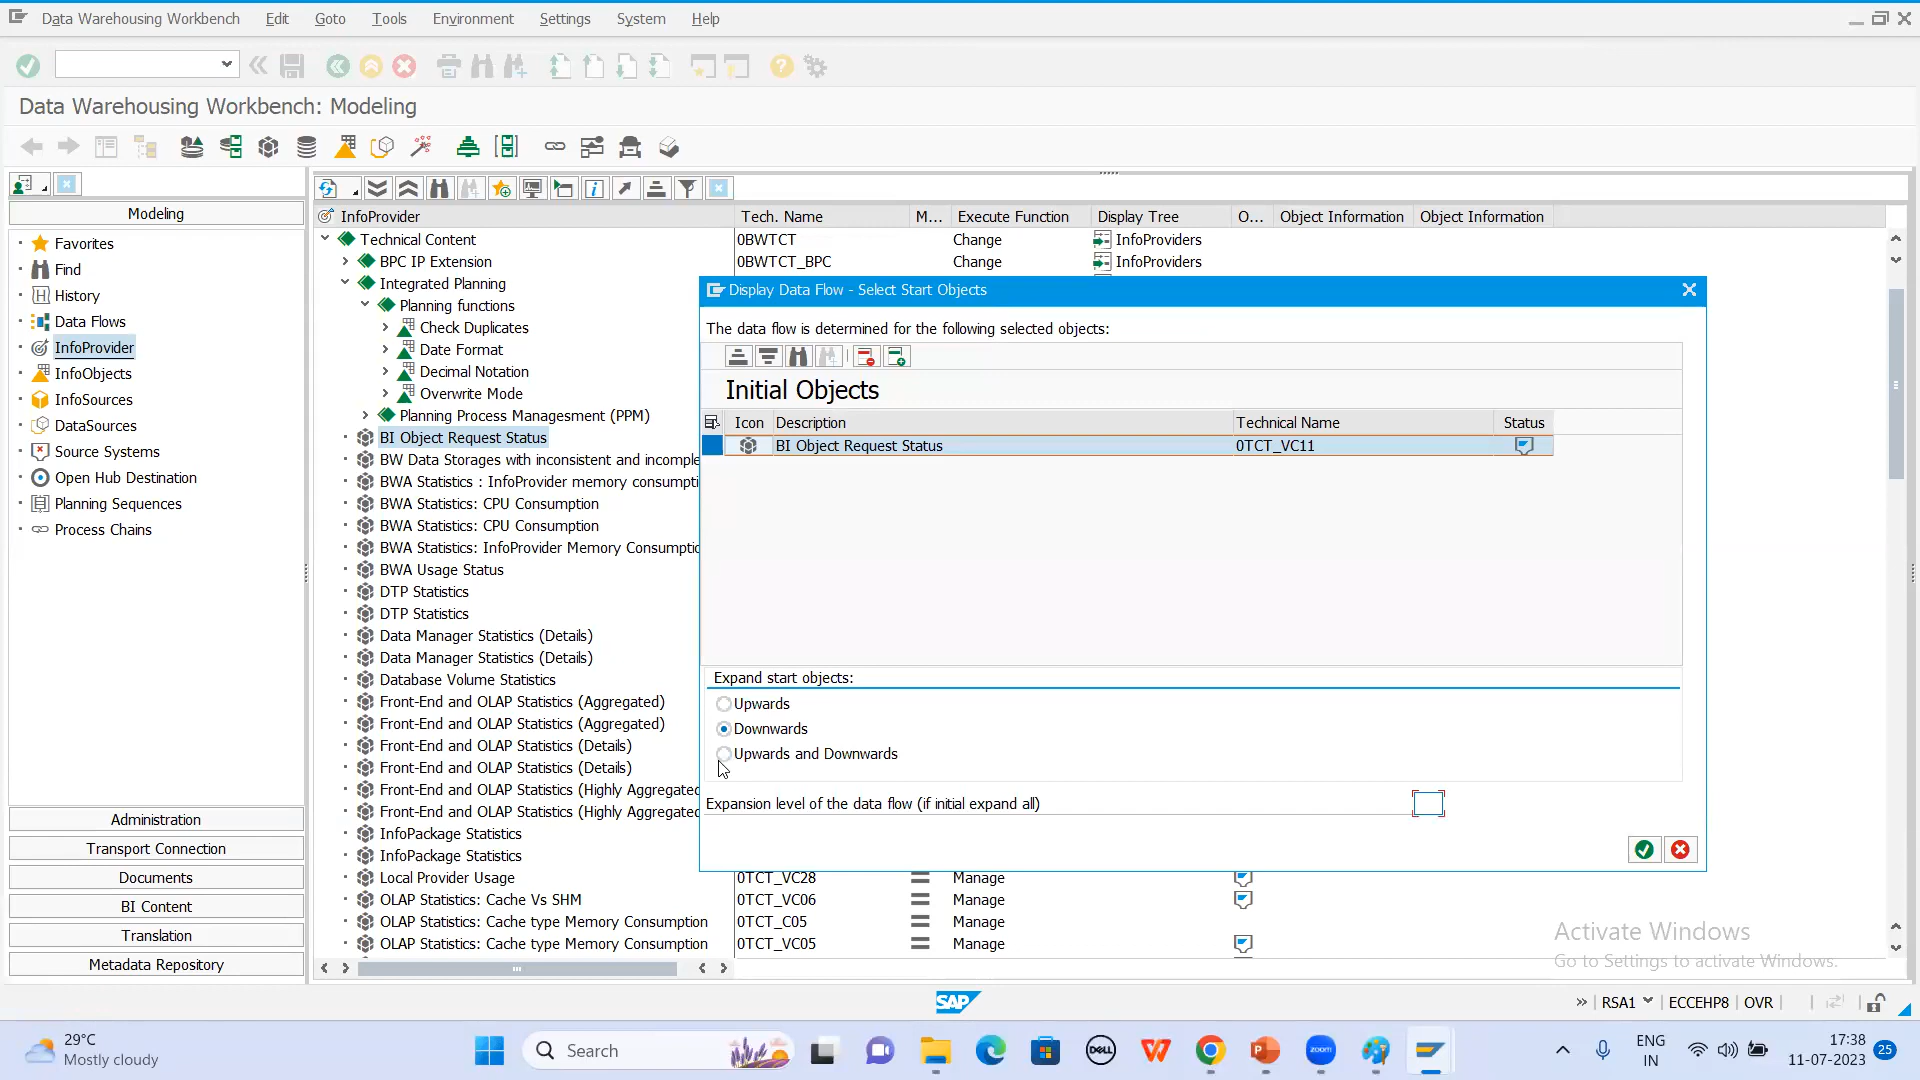 Data Warehousing Workbench Edit Goto Tools Environment Settings System Help
Data Warehousing Workbench: Modeling
Modeling
Favorites
Find
History
Data Flows
InfoProvider
InfoObjects
InfoSources
DataSources
Source Systems
Open Hub Destination
Planning Sequences
Process Chains
Administration
Transport Connection
Documents
BI Content
Translation
Metadata Repository
InfoProvider Tech. Name M... Execute Function Display Tree O... Object Information Object Information
Technical Content 0BWTCT Change InfoProviders
BPC IP Extension 0BWTCT_BPC Change InfoProviders
Integrated Planning
Planning functions
Check Duplicates
Date Format
Decimal Notation
Overwrite Mode
Planning Process Managesment (PPM)
BI Object Request Status
BW Data Storages with inconsistent and incomple
BWA Statistics : InfoProvider memory consumpti
BWA Statistics: CPU Consumption
BWA Statistics: CPU Consumption
BWA Statistics: InfoProvider Memory Consumptio
BWA Usage Status
DTP Statistics
DTP Statistics
Data Manager Statistics (Details)
Data Manager Statistics (Details)
Database Volume Statistics
Front-End and OLAP Statistics (Aggregated)
Front-End and OLAP Statistics (Aggregated)
Front-End and OLAP Statistics (Details)
Front-End and OLAP Statistics (Details)
Front-End and OLAP Statistics (Highly Aggregated
Front-End and OLAP Statistics (Highly Aggregated
InfoPackage Statistics
InfoPackage Statistics
Local Provider Usage 0TCT_VC28 Manage
OLAP Statistics: Cache Vs SHM 0TCT_VC06 Manage
OLAP Statistics: Cache type Memory Consumption 0TCT_C05 Manage
OLAP Statistics: Cache type Memory Consumption 0TCT_VC05 Manage
Display Data Flow - Select Start Objects
The data flow is determined for the following selected objects:
Initial Objects
Icon Description Technical Name Status
BI Object Request Status 0TCT_VC11
Expand start objects:
Upwards
Downwards
Upwards and Downwards
Expansion level of the data flow (if initial expand all)
Activate Windows
Go to Settings to activate Windows.
SAP
RSA1 ECCEHP8 OVR
29°C
Mostly cloudy
Search
DELL
zoom
ENG
IN
17:38
11-07-2023
25